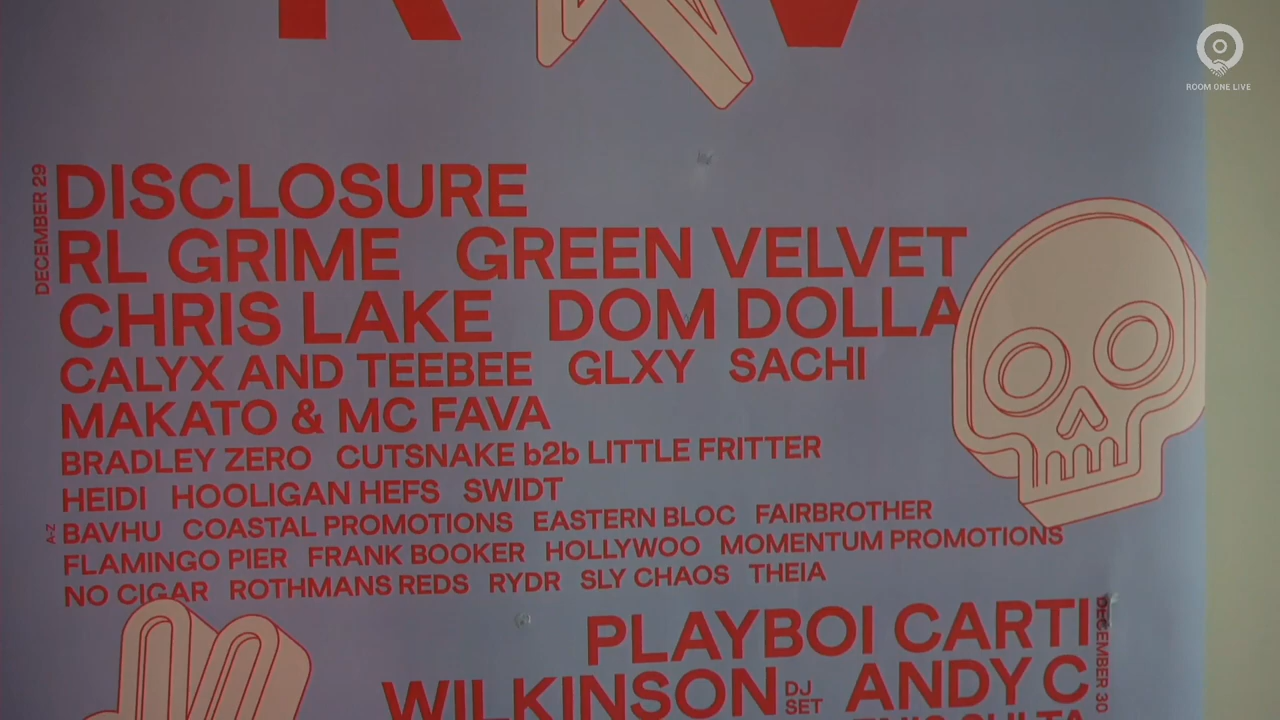 ROOM ONE LIVE
DECEMBER 29
DISCLOSURE
RL GRIME GREEN VELVET
CHRIS LAKE DOM DOLLA
CALYX AND TEEBEE GLXY SACHI
MAKATO & MC FAVA
BRADLEY ZERO CUTSNAKE b2b LITTLE FRITTER
HEIDI HOOLIGAN HEFS SWIDT
A-Z
BAVHU COASTAL PROMOTIONS EASTERN BLOC FAIRBROTHER
FLAMINGO PIER FRANK BOOKER HOLLYWOO MOMENTUM PROMOTIONS
NO CIGAR ROTHMANS REDS RYDR SLY CHAOS THEIA
DECEMBER 30
PLAYBOI CARTI
WILKINSON DJ SET ANDY C